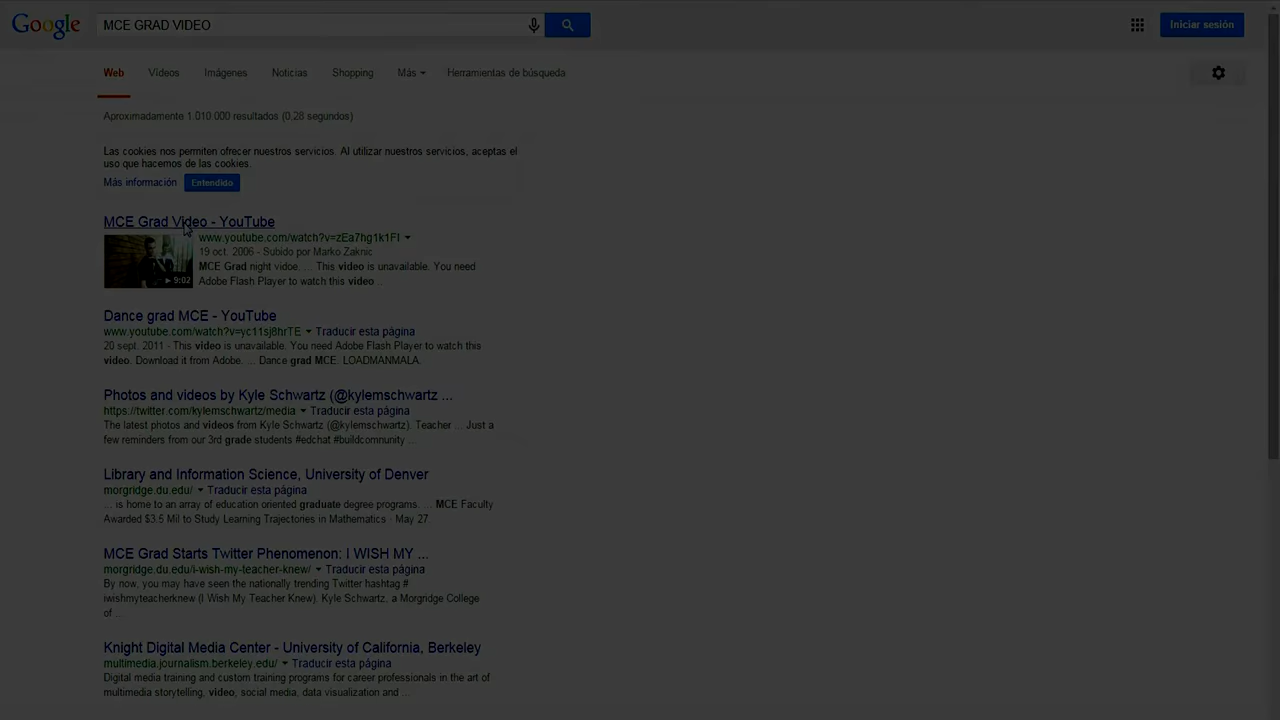 Google MCE GRAD VIDEO Iniciar sesión
Web Vídeos Imágenes Noticias Shopping Más Herramientas de búsqueda
Aproximadamente 1.010.000 resultados (0,28 segundos)
Las cookies nos permiten ofrecer nuestros servicios. Al utilizar nuestros servicios, aceptas el
uso que hacemos de las cookies.
Más información Entendido
MCE Grad Video - YouTube
www.youtube.com/watch?v=zEa7hg1k1FI
19 oct. 2006 - Subido por Marko Zaknic
MCE Grad night vidoe. ... This video is unavailable. You need
Adobe Flash Player to watch this video ..
9:02
Dance grad MCE - YouTube
www.youtube.com/watch?v=yc11sj8hrTE Traducir esta página
20 sept. 2011 - This video is unavailable. You need Adobe Flash Player to watch this
video. Download it from Adobe. ... Dance grad MCE. LOADMANMALA.
Photos and videos by Kyle Schwartz (@kylemschwartz ...
https://twitter.com/kylemschwartz/media Traducir esta página
The latest photos and videos from Kyle Schwartz (@kylemschwartz). Teacher ... Just a
few reminders from our 3rd grade students #edchat #buildcommunity ...
Library and Information Science, University of Denver
morgridge.du.edu/ Traducir esta página
... is home to an array of education oriented graduate degree programs. ... MCE Faculty
Awarded $3.5 Mil to Study Learning Trajectories in Mathematics · May 27.
MCE Grad Starts Twitter Phenomenon: I WISH MY ...
morgridge.du.edu/i-wish-my-teacher-knew/ Traducir esta página
By now, you may have seen the nationally trending Twitter hashtag #
iwishmyteacherknew (I Wish My Teacher Knew). Kyle Schwartz, a Morgridge College
of ...
Knight Digital Media Center - University of California, Berkeley
multimedia.journalism.berkeley.edu/ Traducir esta página
Digital media training and custom training programs for career professionals in the art of
multimedia storytelling, video, social media, data visualization and ...